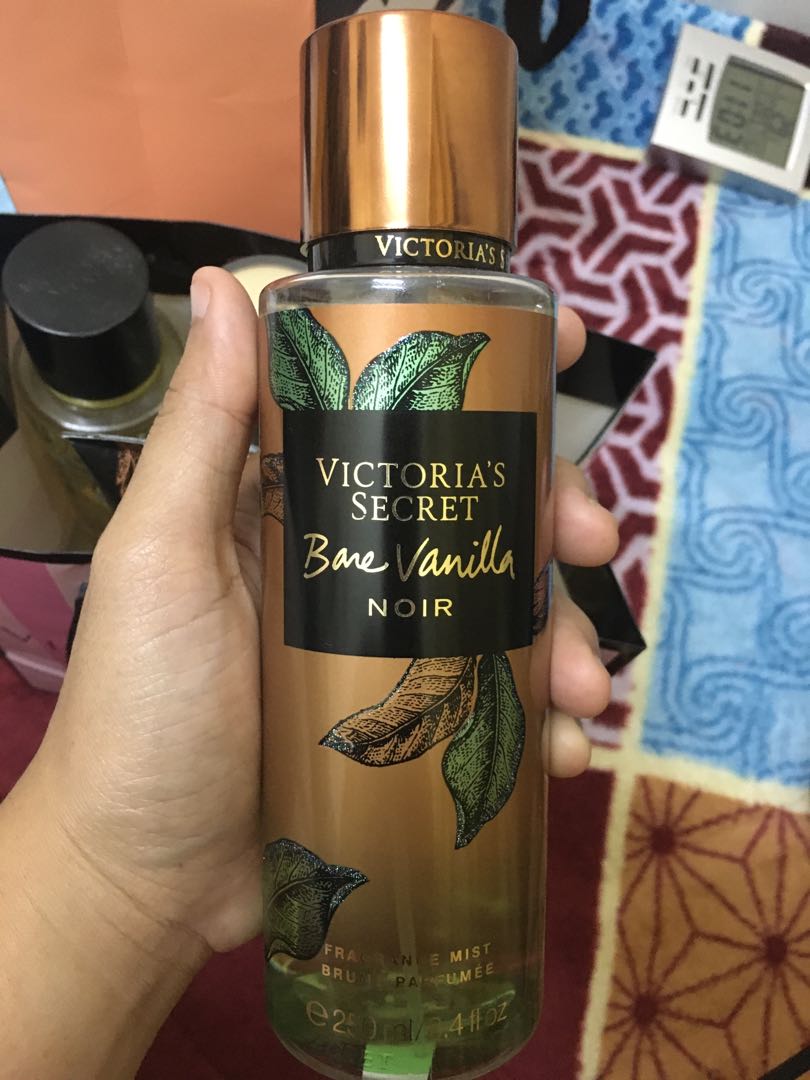 VICTORIA'S S
VICTORIA'S
SECRET
Bare Vanilla
NOIR
FRAGRANCE MIST
BRUME PARFUMÉE
℮ 250 ml/8.4 fl oz